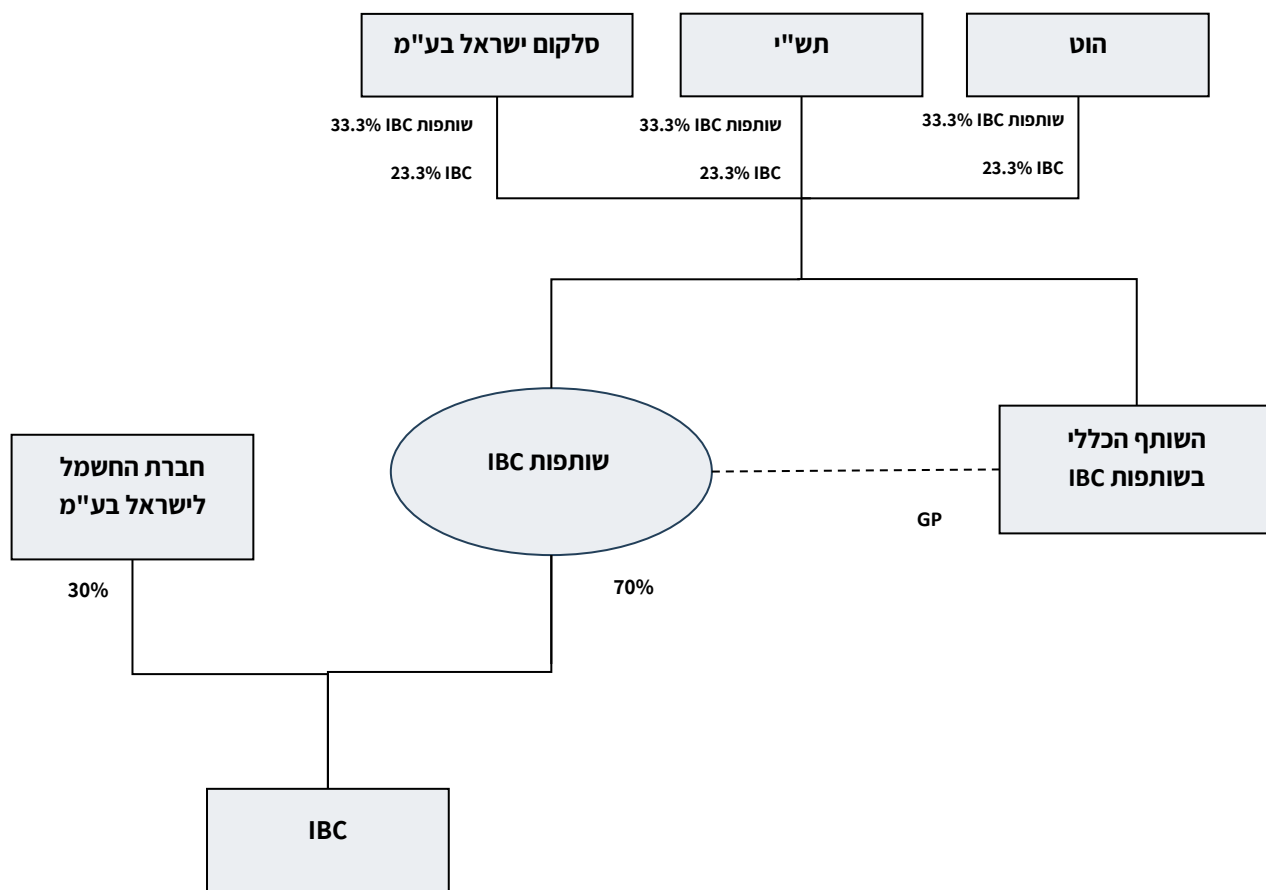 הוט
תש"י
סלקום ישראל בע"מ
33.3% שותפות IBC
23.3% IBC
33.3% שותפות IBC
23.3% IBC
33.3% שותפות IBC
23.3% IBC
השותף הכללי
בשותפות IBC
שותפות IBC
חברת החשמל
לישראל בע"מ
GP
70%
30%
IBC